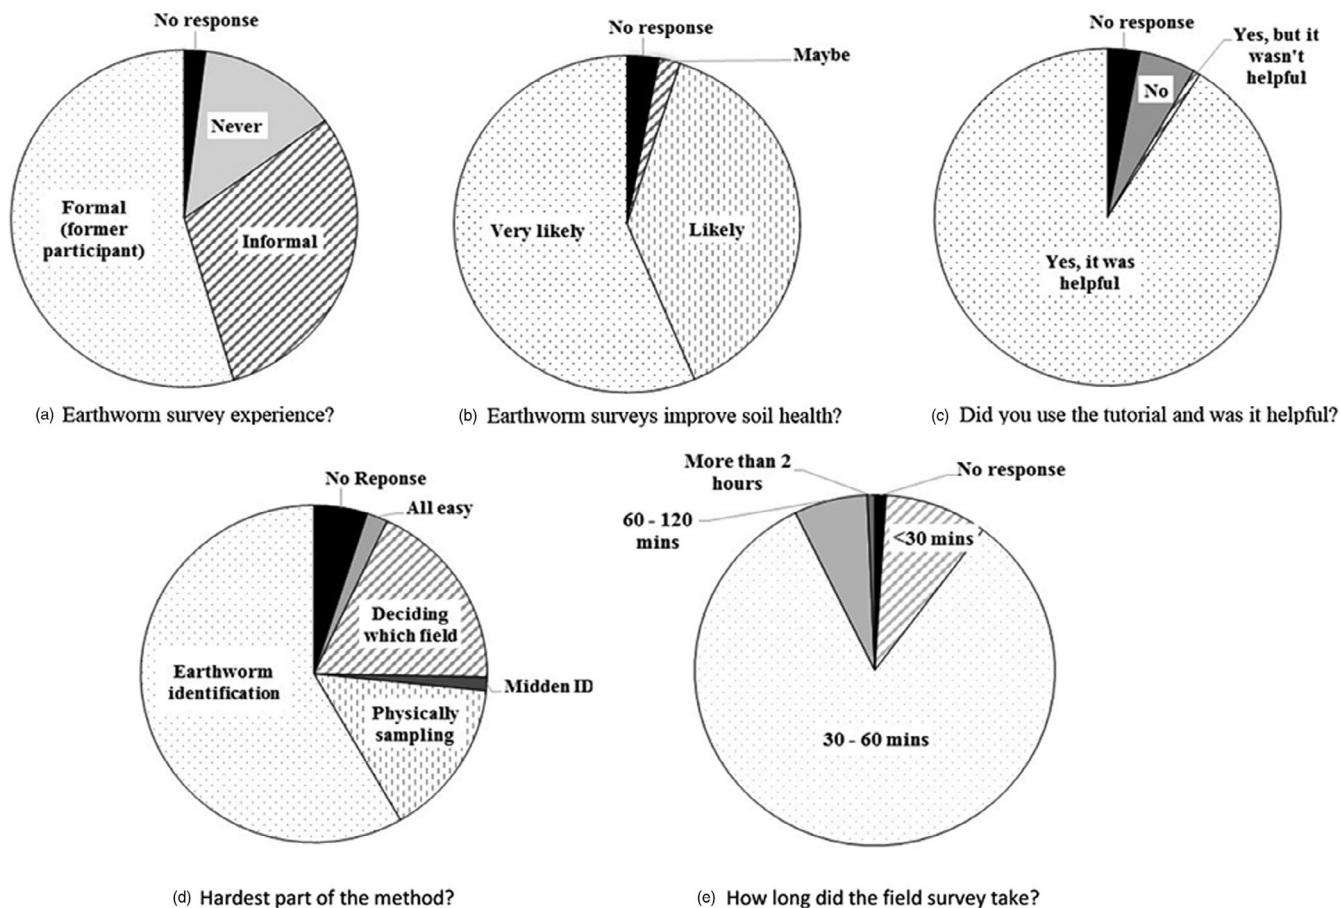 No response
Never
Formal
(former
participant)
Informal
(a) Earthworm survey experience?
No response
Maybe
Very likely
Likely
(b) Earthworm surveys improve soil health?
No response
Yes, but it
wasn't
helpful
No
Yes, it was
helpful
(c) Did you use the tutorial and was it helpful?
No Reponse
All easy
Deciding
which field
Earthworm
identification
Midden ID
Physically
sampling
(d) Hardest part of the method?
More than 2
hours
No response
60 - 120
mins
<30 mins
30 - 60 mins
(e) How long did the field survey take?